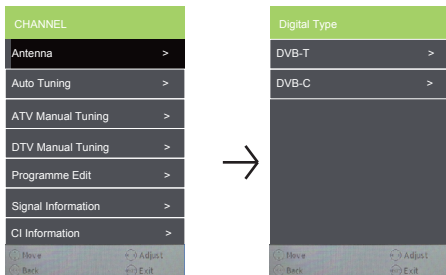 CHANNEL
Antenna >
Auto Tuning >
ATV Manual Tuning >
DTV Manual Tuning >
Programme Edit >
Signal Information >
CI Information >
Move Adjust
Back Exit
Digital Type
DVB-T >
DVB-C >
Move Adjust
Back Exit